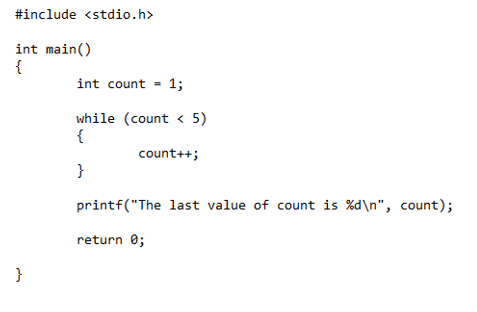 #include <stdio.h>
int main()
{
int count = 1;
while (count < 5)
{
count++;
}
printf("The last value of count is %d\n", count);
return 0;
}